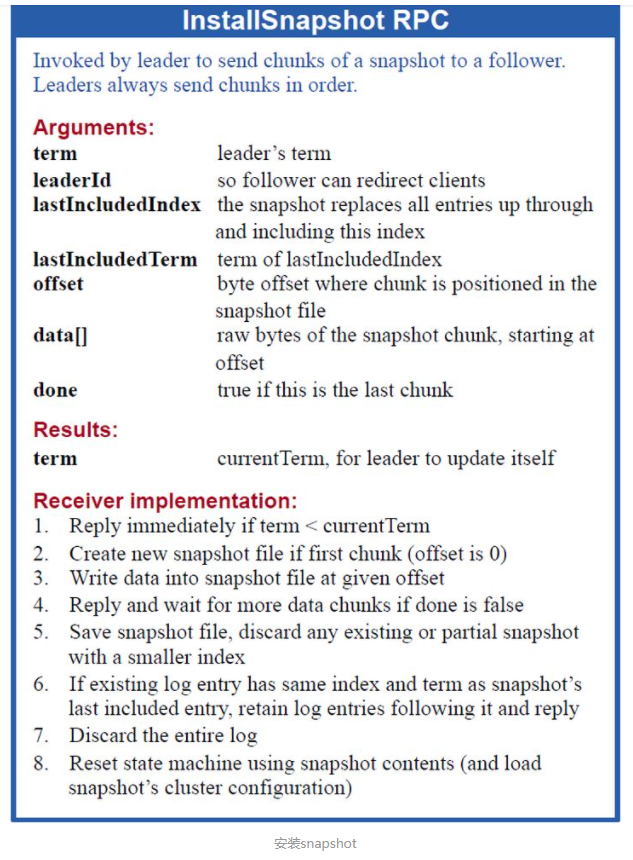 InstallSnapshot RPC
Invoked by leader to send chunks of a snapshot to a follower.
Leaders always send chunks in order.
Arguments:
term leader's term
leaderId so follower can redirect clients
lastIncludedIndex the snapshot replaces all entries up through
and including this index
lastIncludedTerm term of lastIncludedIndex
offset byte offset where chunk is positioned in the
snapshot file
data[] raw bytes of the snapshot chunk, starting at
offset
done true if this is the last chunk
Results:
term currentTerm, for leader to update itself
Receiver implementation:
1. Reply immediately if term < currentTerm
2. Create new snapshot file if first chunk (offset is 0)
3. Write data into snapshot file at given offset
4. Reply and wait for more data chunks if done is false
5. Save snapshot file, discard any existing or partial snapshot
with a smaller index
6. If existing log entry has same index and term as snapshot's
last included entry, retain log entries following it and reply
7. Discard the entire log
8. Reset state machine using snapshot contents (and load
snapshot's cluster configuration)
安装snapshot